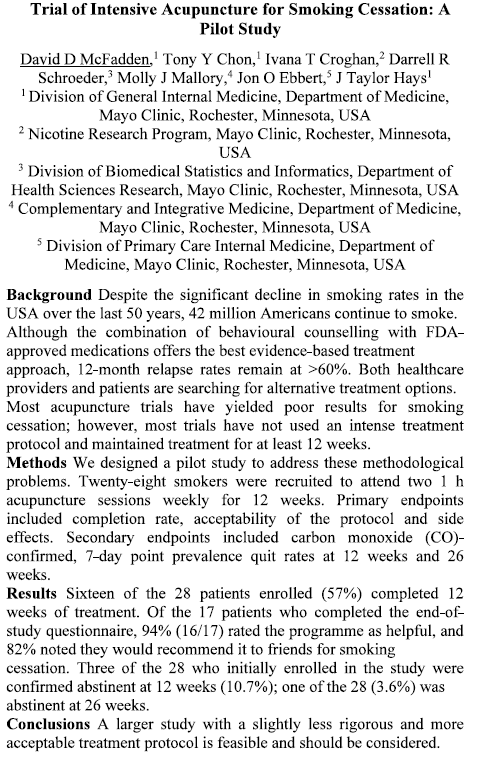 Trial of Intensive Acupuncture for Smoking Cessation: A
Pilot Study
David D McFadden,1 Tony Y Chon,1 Ivana T Croghan,2 Darrell R
Schroeder,3 Molly J Mallory,4 Jon O Ebbert,5 J Taylor Hays1
1 Division of General Internal Medicine, Department of Medicine,
Mayo Clinic, Rochester, Minnesota, USA
2 Nicotine Research Program, Mayo Clinic, Rochester, Minnesota,
USA
3 Division of Biomedical Statistics and Informatics, Department of
Health Sciences Research, Mayo Clinic, Rochester, Minnesota, USA
4 Complementary and Integrative Medicine, Department of Medicine,
Mayo Clinic, Rochester, Minnesota, USA
5 Division of Primary Care Internal Medicine, Department of
Medicine, Mayo Clinic, Rochester, Minnesota, USA
Background Despite the significant decline in smoking rates in the
USA over the last 50 years, 42 million Americans continue to smoke.
Although the combination of behavioural counselling with FDA-
approved medications offers the best evidence-based treatment
approach, 12-month relapse rates remain at >60%. Both healthcare
providers and patients are searching for alternative treatment options.
Most acupuncture trials have yielded poor results for smoking
cessation; however, most trials have not used an intense treatment
protocol and maintained treatment for at least 12 weeks.
Methods We designed a pilot study to address these methodological
problems. Twenty-eight smokers were recruited to attend two 1 h
acupuncture sessions weekly for 12 weeks. Primary endpoints
included completion rate, acceptability of the protocol and side
effects. Secondary endpoints included carbon monoxide (CO)-
confirmed, 7-day point prevalence quit rates at 12 weeks and 26
weeks.
Results Sixteen of the 28 patients enrolled (57%) completed 12
weeks of treatment. Of the 17 patients who completed the end-of-
study questionnaire, 94% (16/17) rated the programme as helpful, and
82% noted they would recommend it to friends for smoking
cessation. Three of the 28 who initially enrolled in the study were
confirmed abstinent at 12 weeks (10.7%); one of the 28 (3.6%) was
abstinent at 26 weeks.
Conclusions A larger study with a slightly less rigorous and more
acceptable treatment protocol is feasible and should be considered.